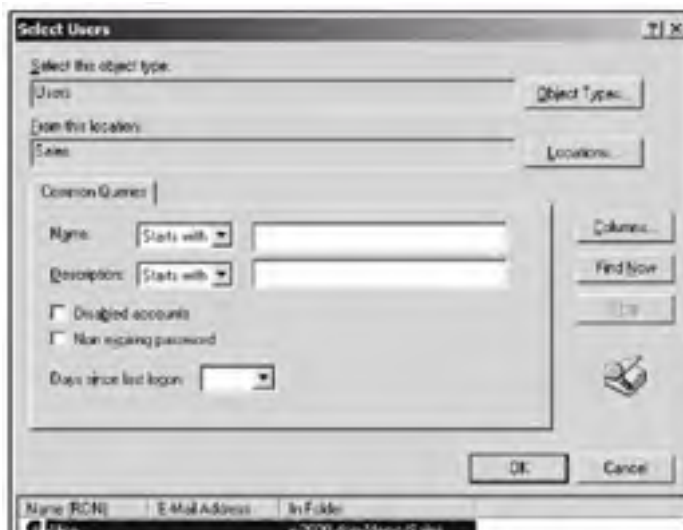 Select Users
? X
Select this object type:
Users
Object Types...
From this location:
Sales
Locations...
Common Queries
Name: Starts with
Columns...
Description: Starts with
Find Now
Disabled accounts
Stop
Non expiring password
Days since last logon:
OK Cancel
Name (RDN) E-Mail Address In Folder